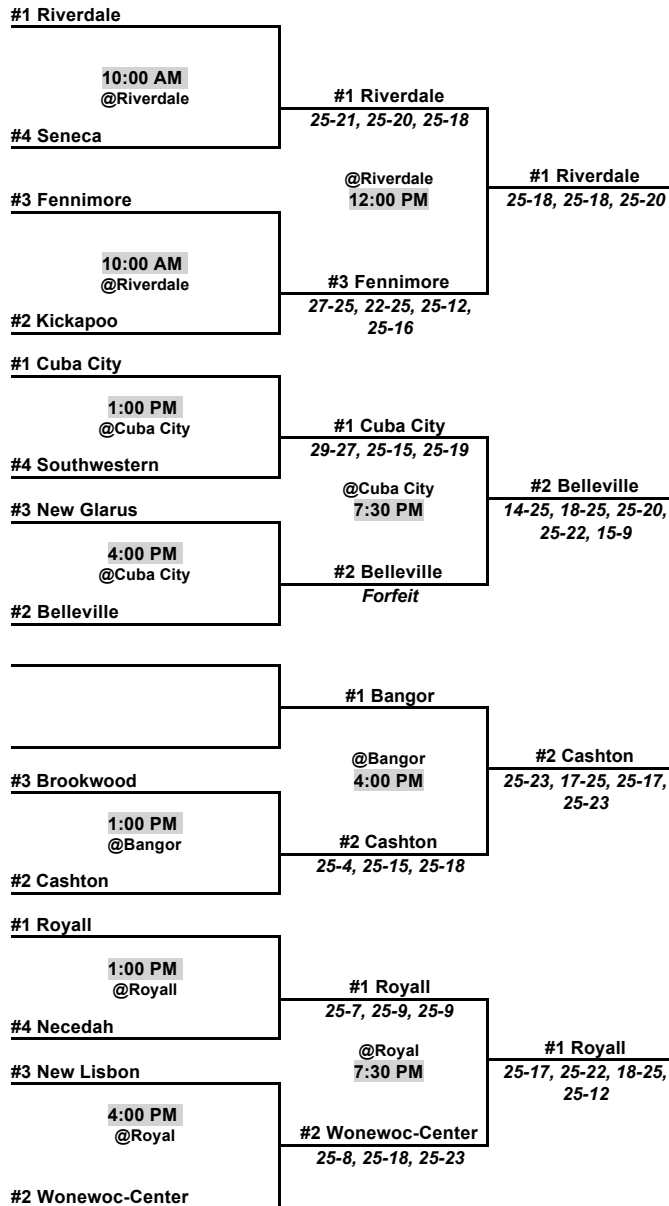 #1 Riverdale
10:00 AM
@Riverdale
#1 Riverdale
#4 Seneca
25-21, 25-20, 25-18
@Riverdale
#1 Riverdale
#3 Fennimore
12:00 PM
25-18, 25-18, 25-20
10:00 AM
@Riverdale
#3 Fennimore
#2 Kickapoo
27-25, 22-25, 25-12,
25-16
#1 Cuba City
1:00 PM
@Cuba City
#1 Cuba City
#4 Southwestern
29-27, 25-15, 25-19
@Cuba City
#2 Belleville
#3 New Glarus
7:30 PM
14-25, 18-25, 25-20,
25-22, 15-9
4:00 PM
@Cuba City
#2 Belleville
Forfeit
#2 Belleville
#1 Bangor
@Bangor
#2 Cashton
#3 Brookwood
4:00 PM
25-23, 17-25, 25-17,
25-23
1:00 PM
@Bangor
#2 Cashton
25-4, 25-15, 25-18
#2 Cashton
#1 Royall
1:00 PM
@Royall
#1 Royall
25-7, 25-9, 25-9
#4 Necedah
@Royal
#1 Royall
#3 New Lisbon
7:30 PM
25-17, 25-22, 18-25,
25-12
4:00 PM
@Royal
#2 Wonewoc-Center
25-8, 25-18, 25-23
#2 Wonewoc-Center